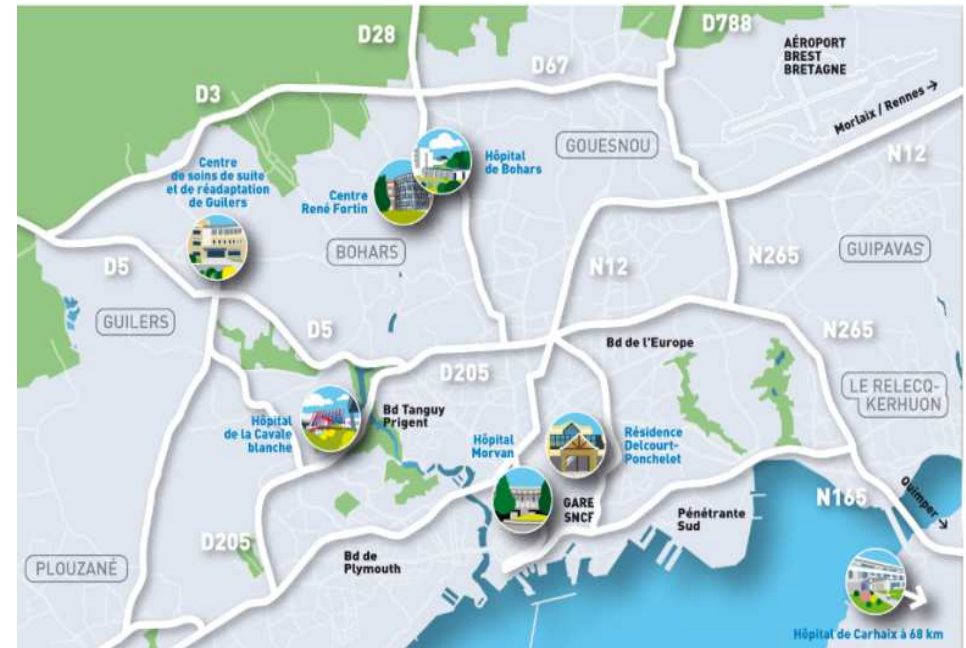 D28
D788
AÉROPORT
BREST
BRETAGNE
D67
D3
Morlaix / Rennes →
GOUESNOU
N12
Centre
de soins de suite
et de réadaptation
de Guilers
Hôpital
de Bohars
Centre
René Fortin
BOHARS
GUIPAVAS
D5
N12
N265
GUILERS
D5
N265
Bd de l'Europe
D205
LE RELECQ-
KERHUON
Hôpital
de la Cavale
blanche
Bd Tanguy
Prigent
Hôpital
Morvan
Résidence
Delcourt-
Ponchelet
GARE
SNCF
N165
Quimper →
Pénétrante
Sud
D205
Bd de
Plymouth
PLOUZANÉ
Hôpital de Carhaix à 68 km